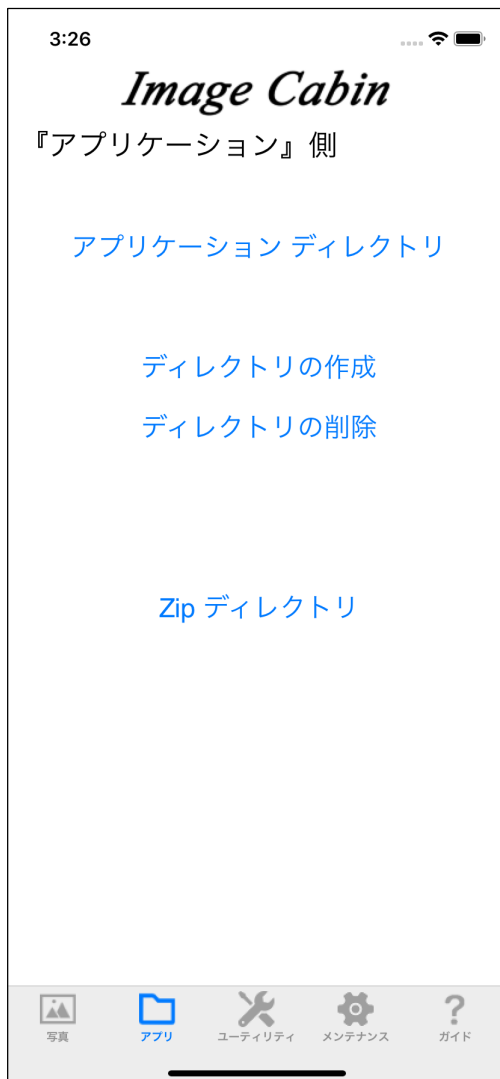 3:26
Image Cabin
『アプリケーション』側
アプリケーション ディレクトリ
ディレクトリの作成
ディレクトリの削除
Zip ディレクトリ
写真 アプリ ユーティリティ メンテナンス ガイド